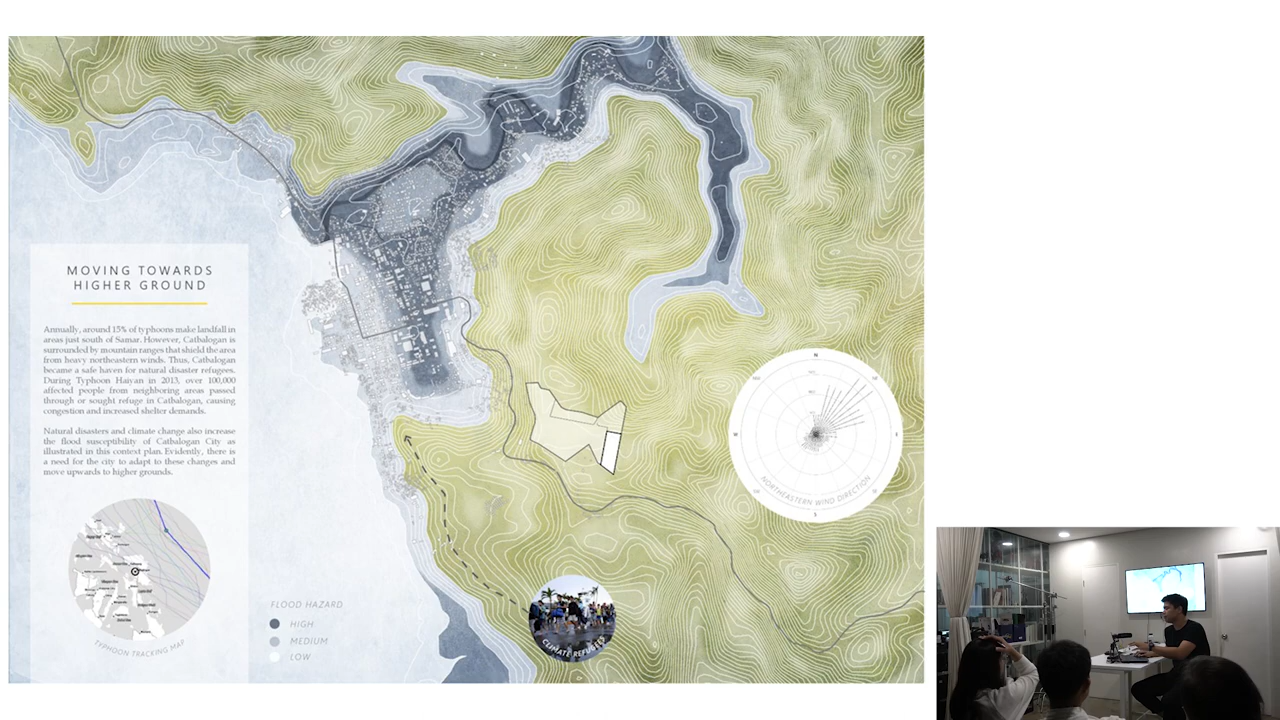 MOVING TOWARDS
HIGHER GROUND
Annually, around 15% of typhoons make landfall in
areas just south of Samar. However, Catbalogan is
surrounded by mountain ranges that shield the area
from heavy northeastern winds. Thus, Catbalogan
became a safe haven for natural disaster refugees.
During Typhoon Haiyan in 2013, over 100,000
affected people from neighboring areas passed
through or sought refuge in Catbalogan, causing
congestion and increased shelter demands.
Natural disasters and climate change also increase
the flood susceptibility of Catbalogan City as
illustrated in this context plan. Evidently, there is
a need for the city to adapt to these changes and
move upwards to higher grounds.
TYPHOON TRACKING MAP
FLOOD HAZARD
HIGH
MEDIUM
LOW
CLIMATE REFUGEES
N
W
E
S
NORTHEASTERN WIND DIRECTION